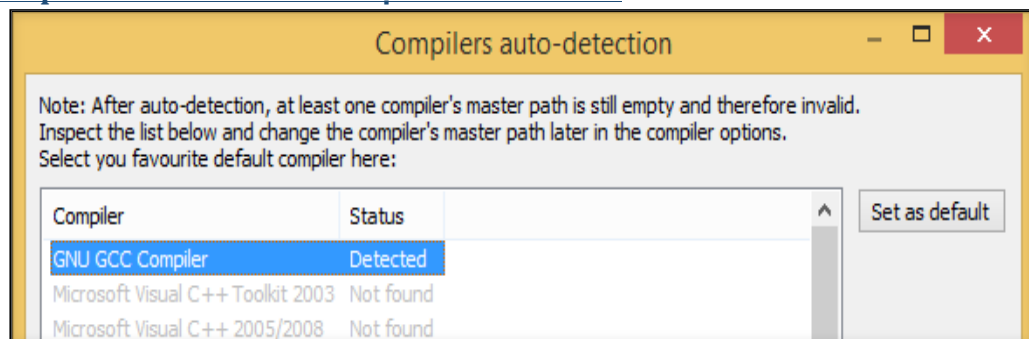 Compilers auto-detection
Note: After auto-detection, at least one compiler's master path is still empty and therefore invalid.
Inspect the list below and change the compiler's master path later in the compiler options.
Select you favourite default compiler here:
Compiler Status
Set as default
GNU GCC Compiler Detected
Microsoft Visual C++ Toolkit 2003 Not found
Microsoft Visual C++ 2005/2008 Not found